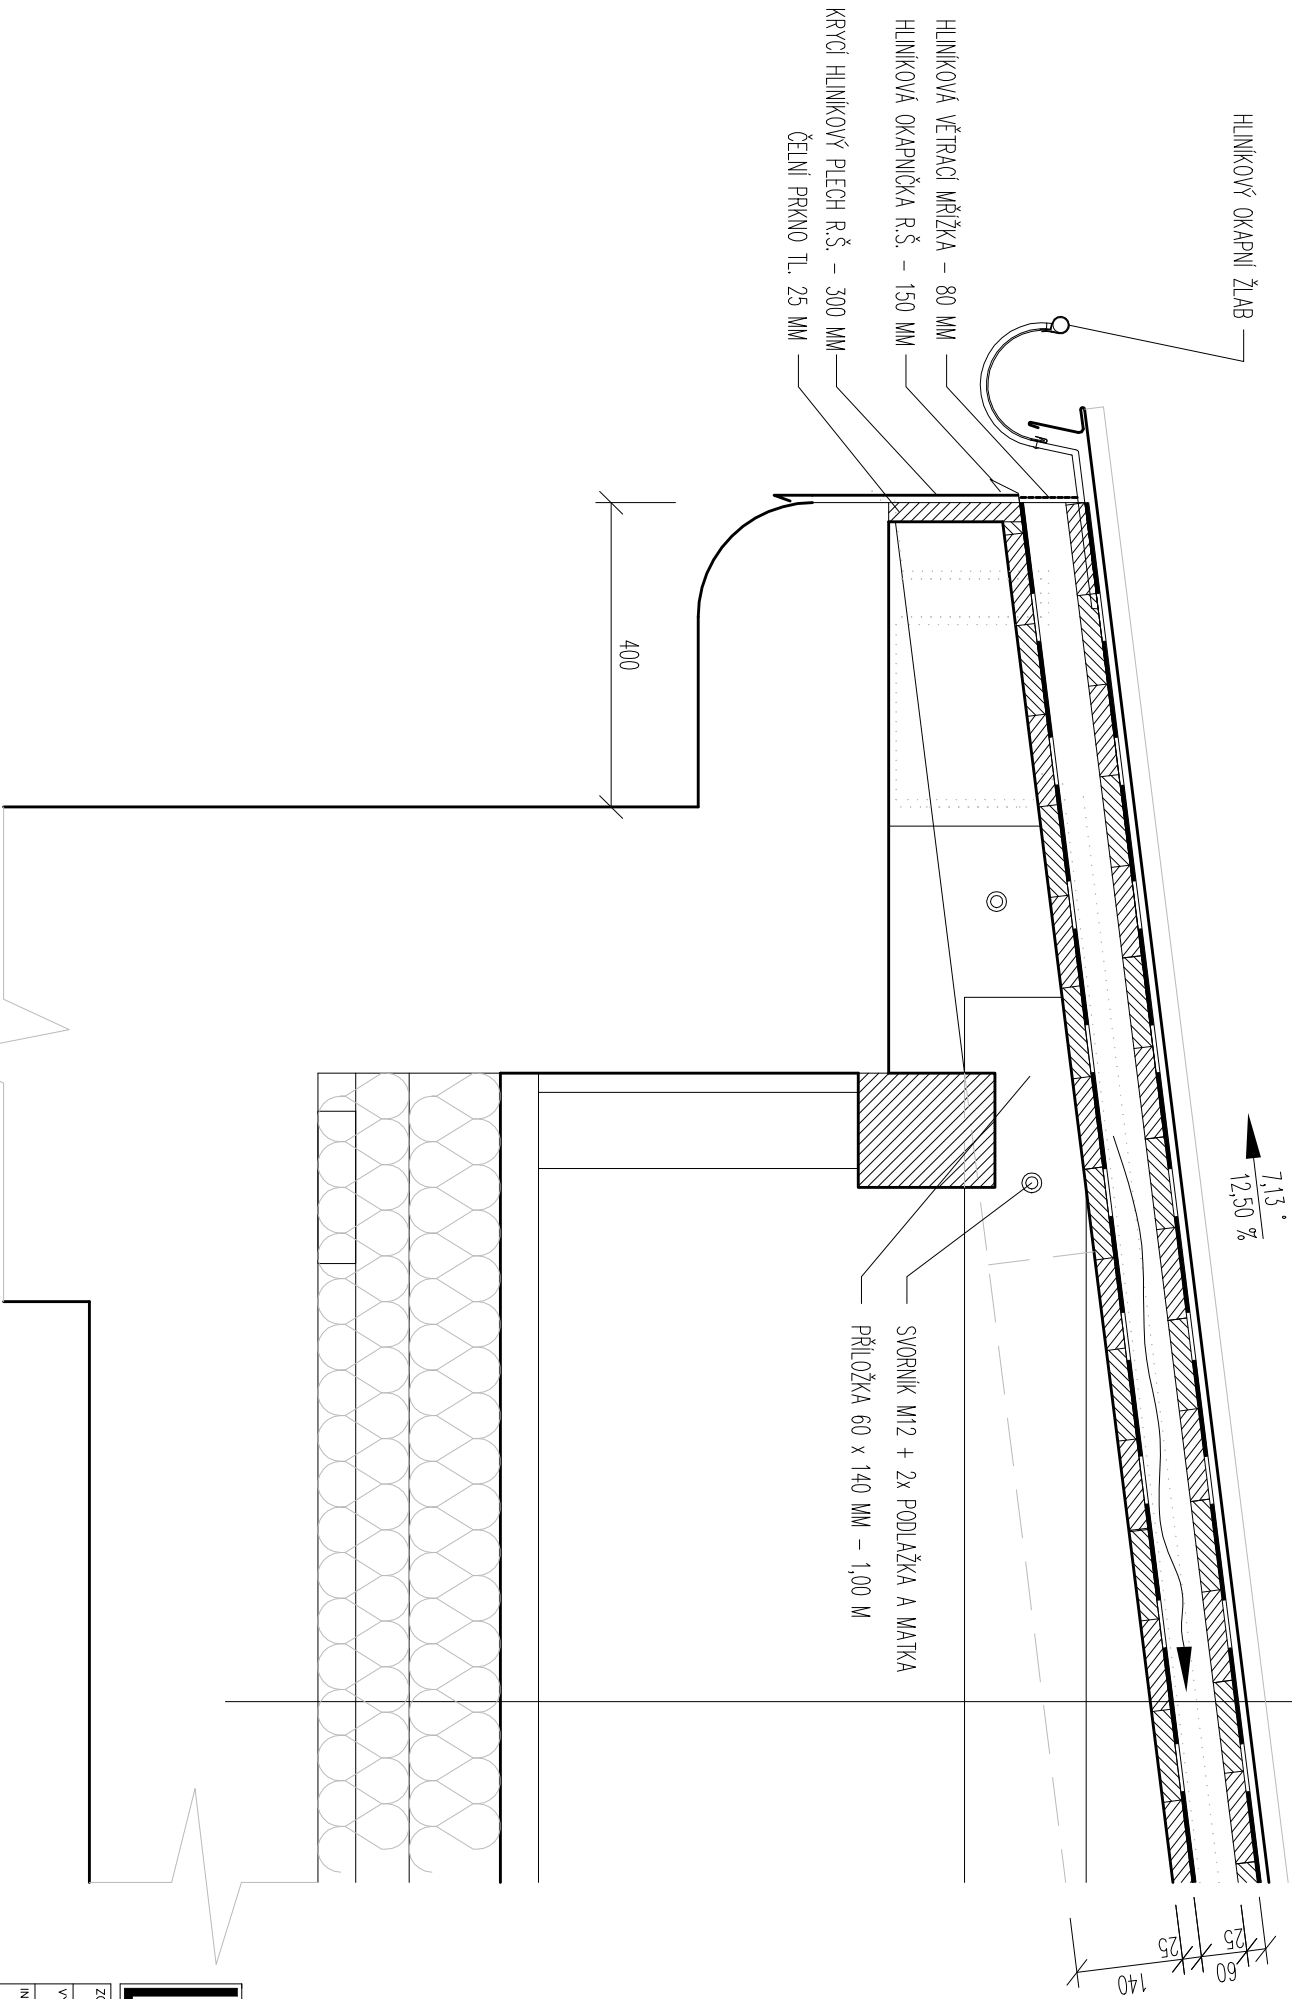 HLINÍKOVÝ OKAPNÍ ŽLAB
HLINÍKOVÁ VĚTRACÍ MŘÍŽKA - 80 MM
HLINÍKOVÁ OKAPNIČKA R.Š. - 150 MM
KRYCÍ HLINÍKOVÝ PLECH R.Š. - 300 MM
ČELNÍ PRKNO TL. 25 MM
400
7,13 °
12,50 %
SVORNÍK M12 + 2x PODLAŽKA A MATKA
PŘÍLOŽKA 60 x 140 MM - 1,00 M
25
60
25
140